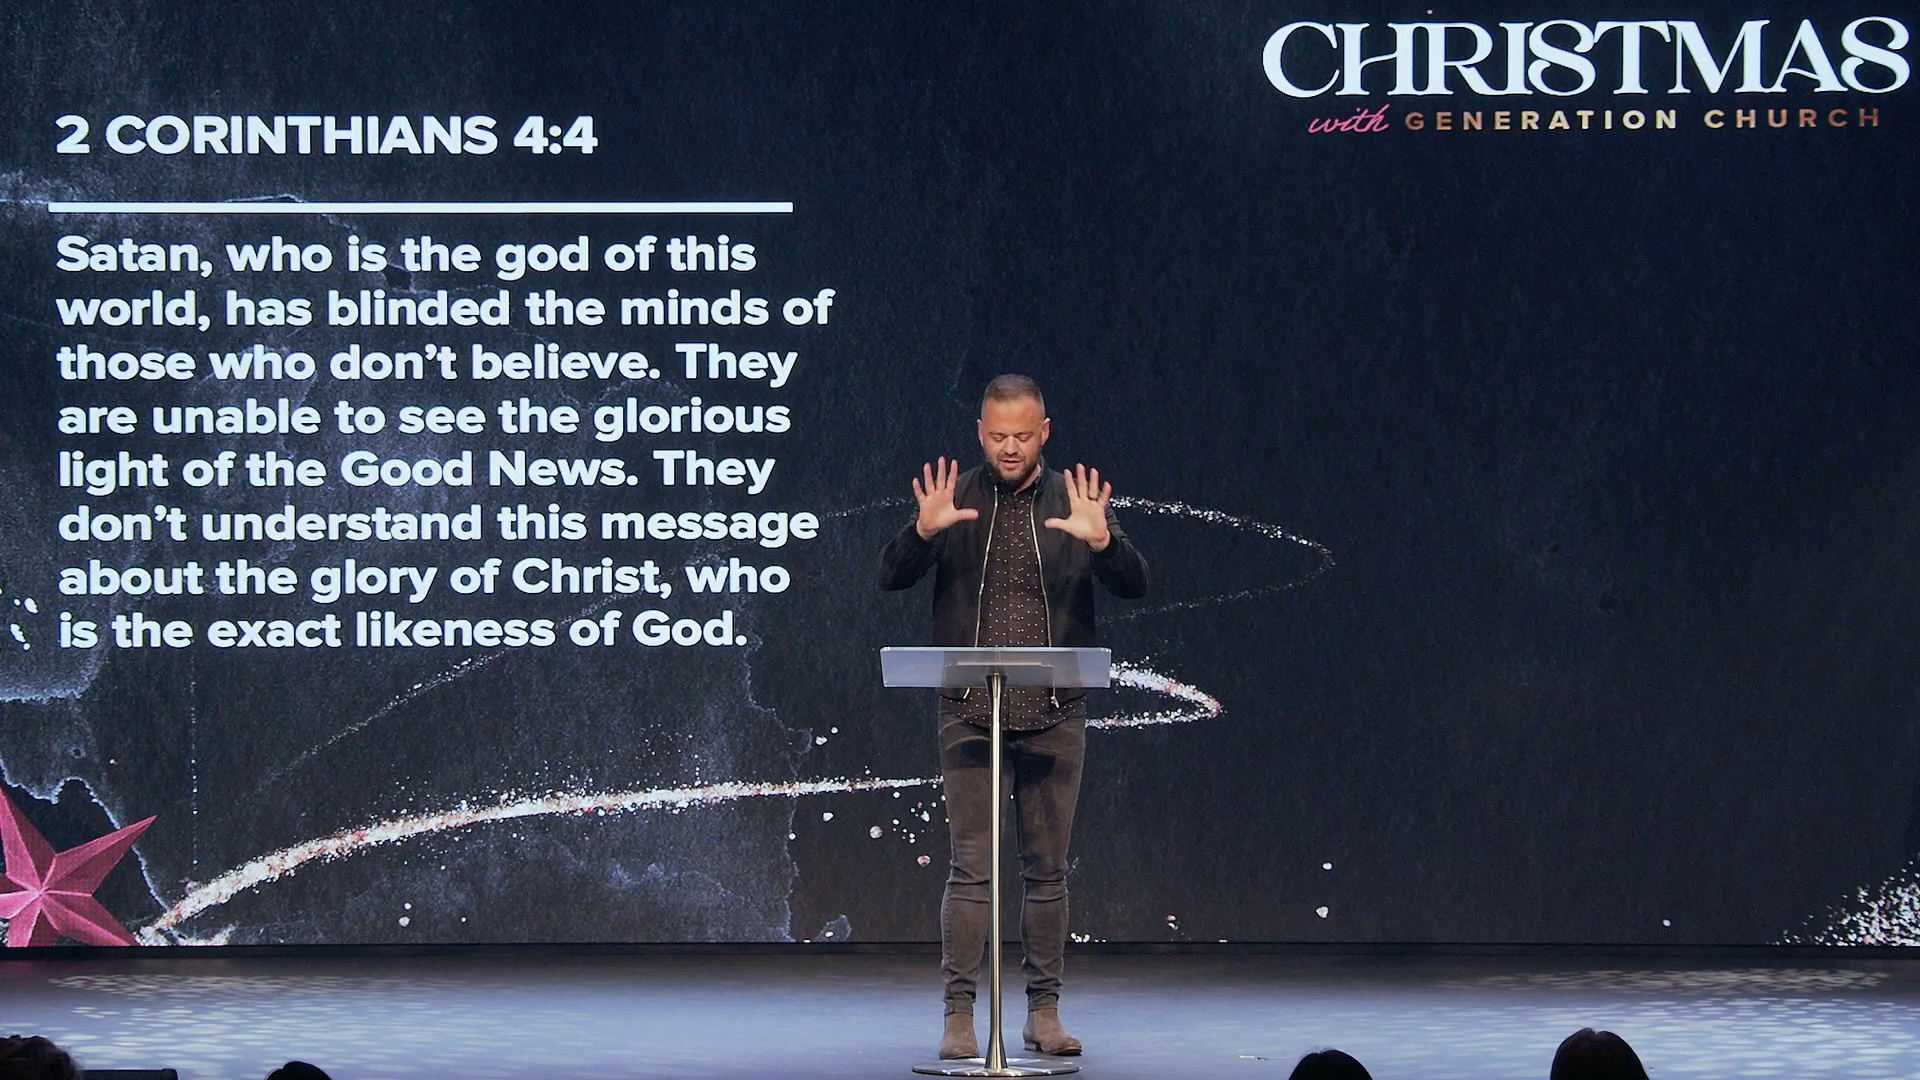 CHRISTMAS
with GENERATION CHURCH
2 CORINTHIANS 4:4
Satan, who is the god of this
world, has blinded the minds of
those who don’t believe. They
are unable to see the glorious
light of the Good News. They
don’t understand this message
about the glory of Christ, who
is the exact likeness of God.